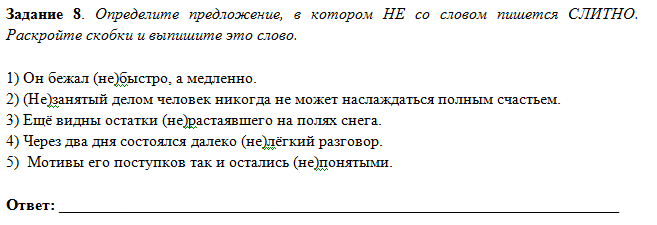 Задание 8. Определите предложение, в котором НЕ со словом пишется СЛИТНО.
Раскройте скобки и выпишите это слово.
1) Он бежал (не)быстро, а медленно.
2) (Не)занятый делом человек никогда не может наслаждаться полным счастьем.
3) Ещё видны остатки (не)растаявшего на полях снега.
4) Через два дня состоялся далеко (не)лёгкий разговор.
5) Мотивы его поступков так и остались (не)понятыми.
Ответ: